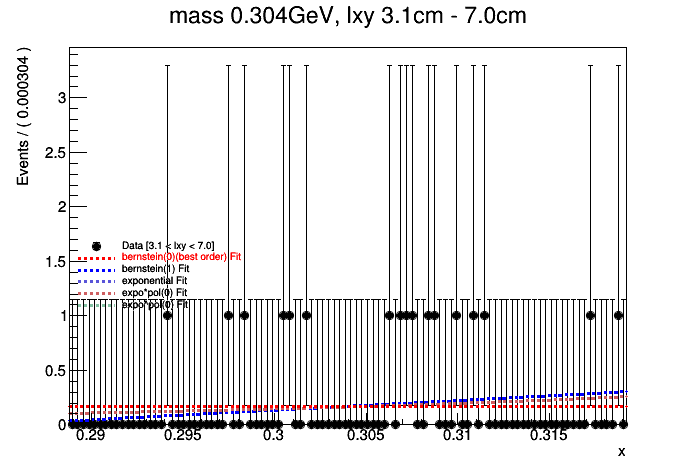 mass 0.304GeV, lxy 3.1cm - 7.0cm
Events / ( 0.000304 )
3
2.5
2
1.5
1
0.5
0
Data [3.1 < lxy < 7.0]
bernstein(0)(best order) Fit
bernstein(1) Fit
exponential Fit
expo*pol(0) Fit
expo*pol(0) Fit
0.29 0.295 0.3 0.305 0.31 0.315
x